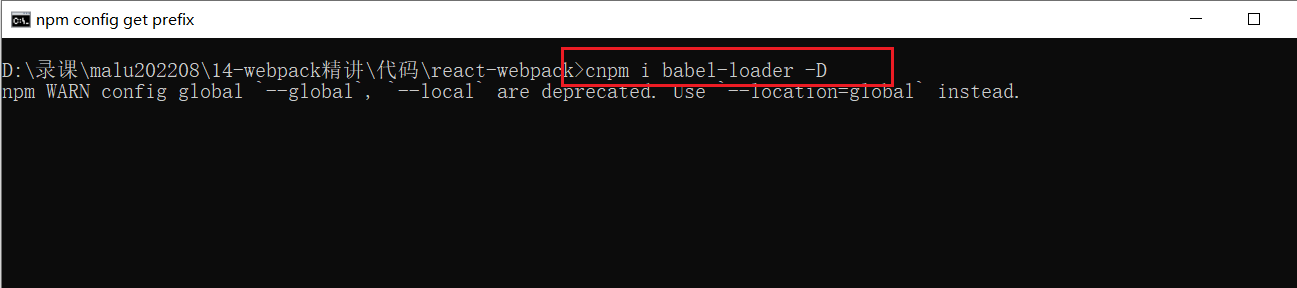 npm config get prefix
D:\录课\malu202208\14-webpack精讲\代码\react-webpack>cnpm i babel-loader -D
npm WARN config global `--global`, `--local` are deprecated. Use `--location=global` instead.